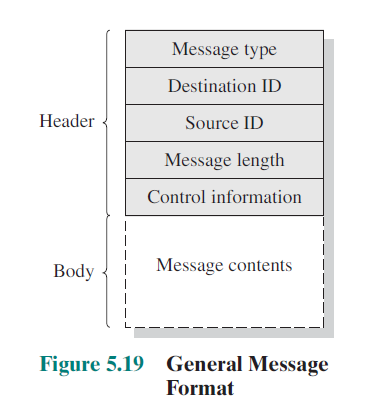 Message type
Destination ID
Header
Source ID
Message length
Control information
Body
Message contents
Figure 5.19 General Message
Format